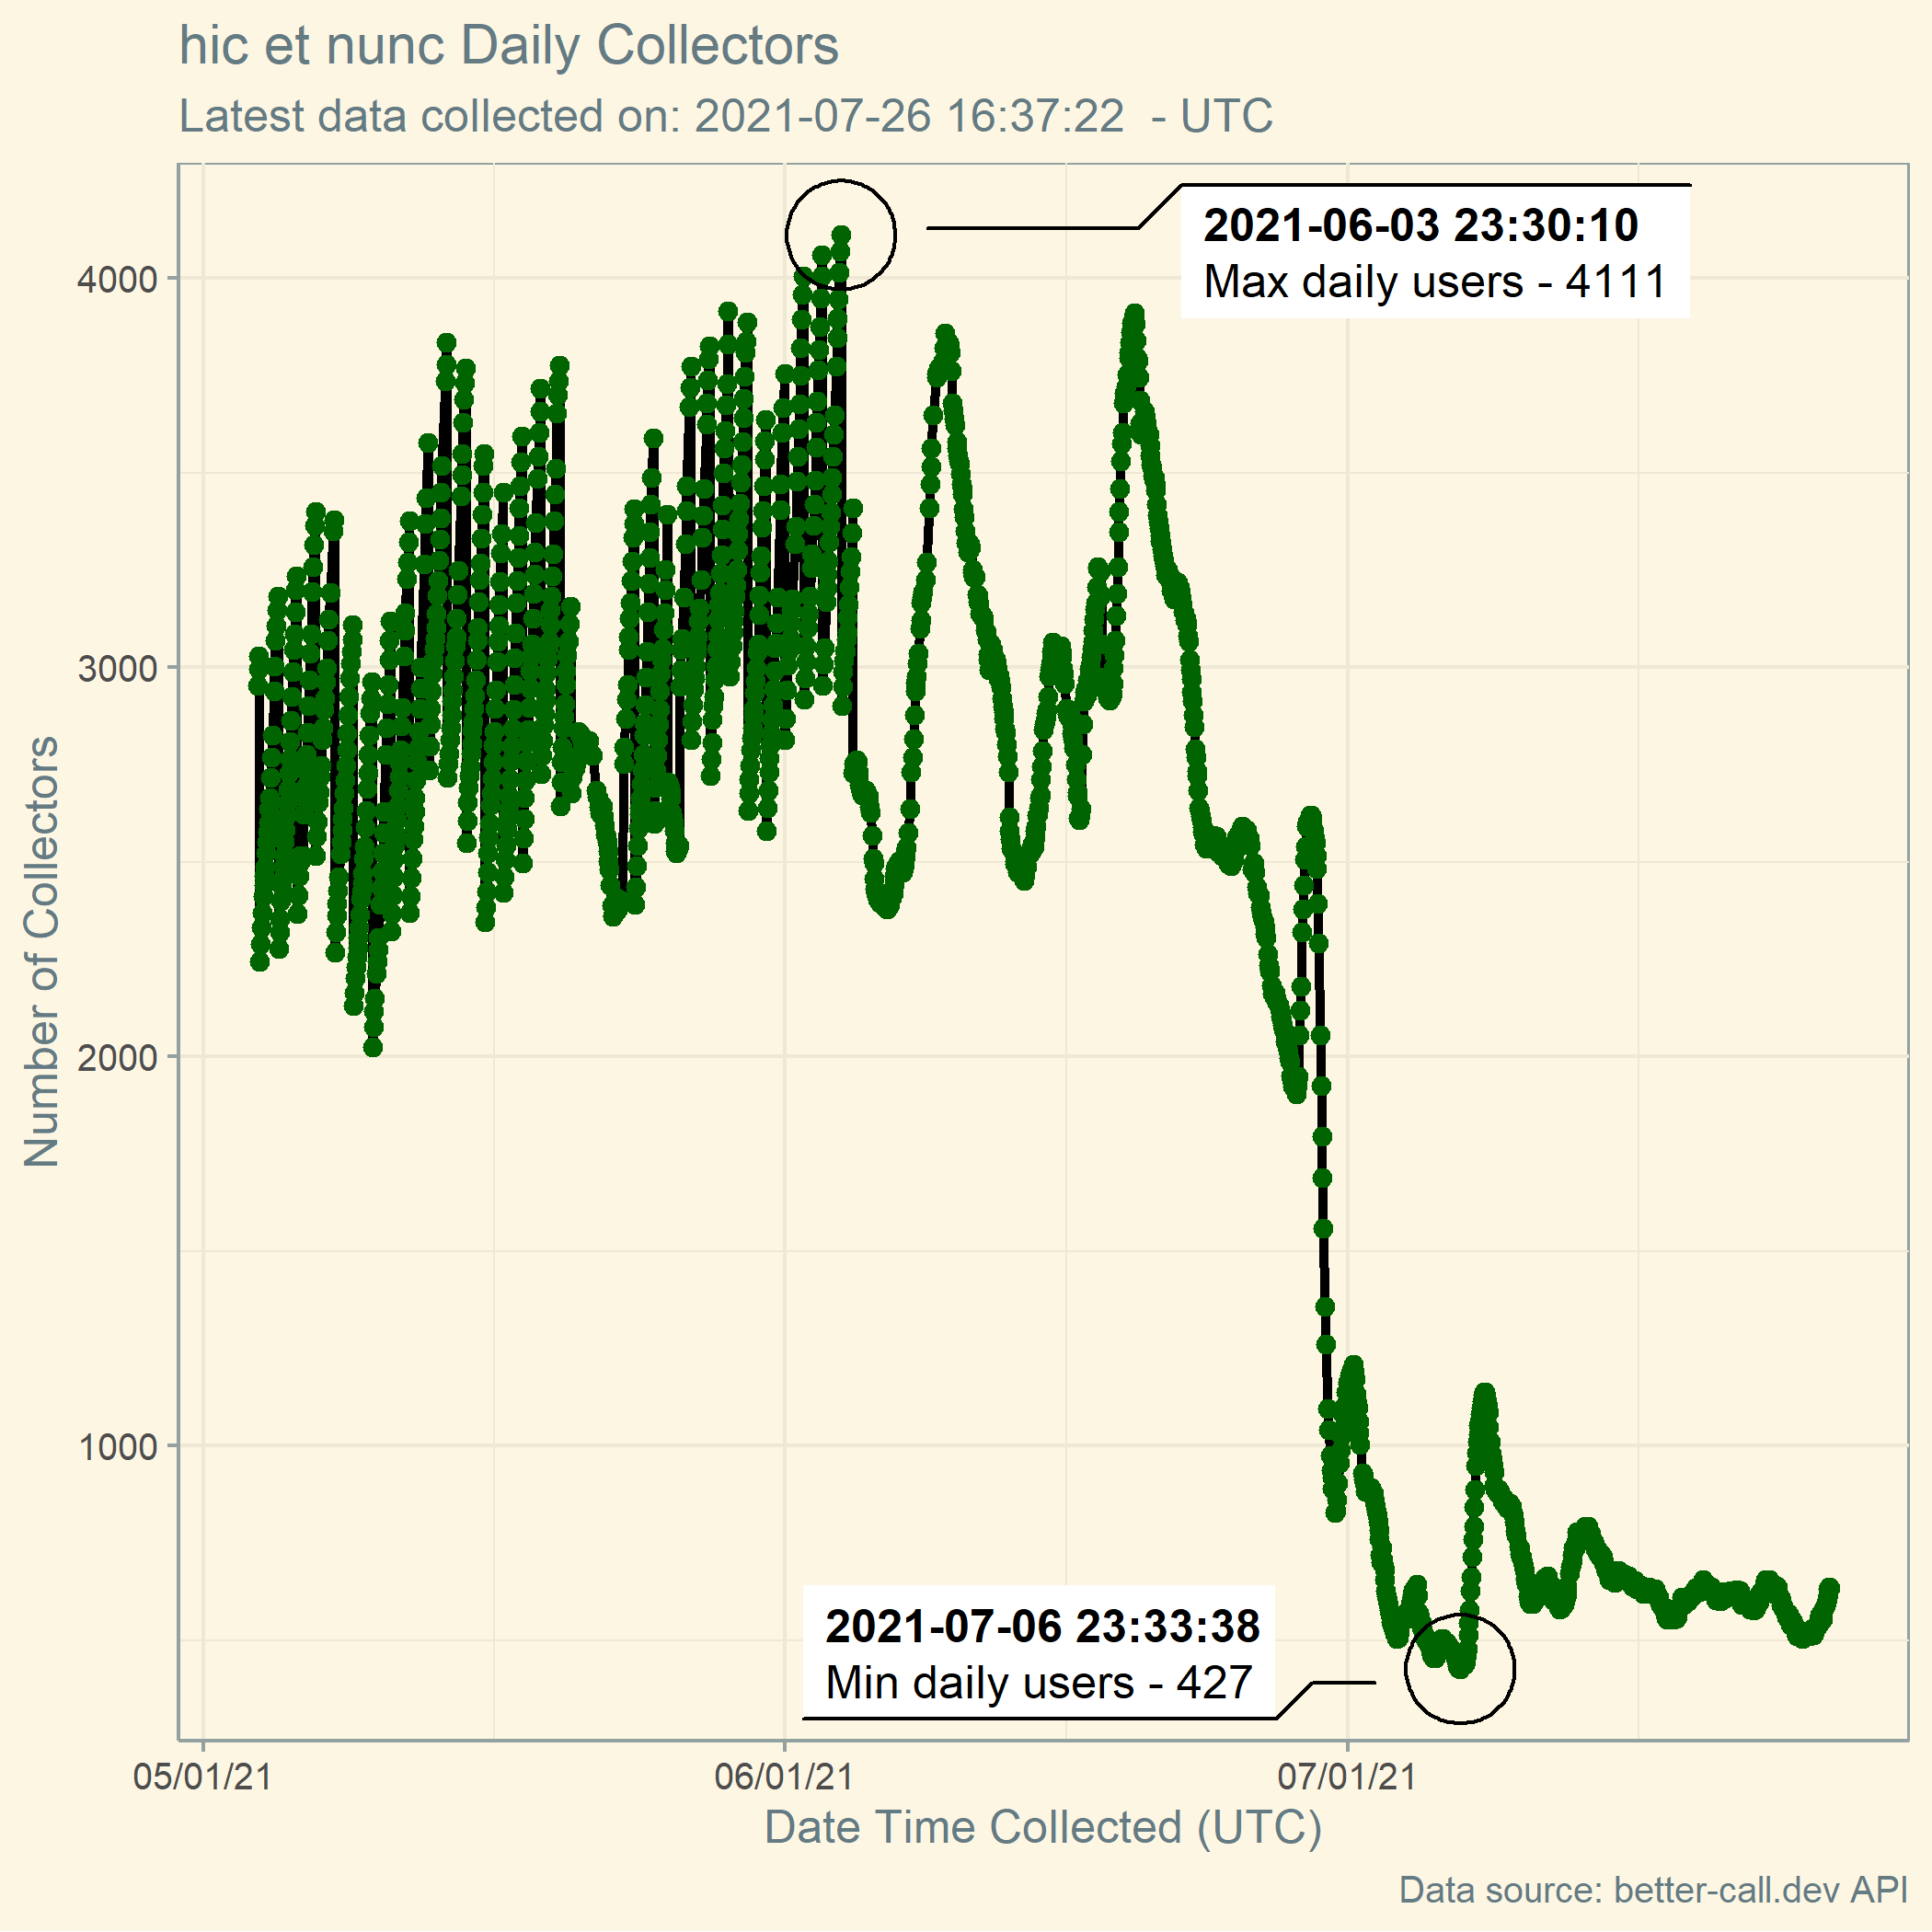 hic et nunc Daily Collectors
Latest data collected on: 2021-07-26 16:37:22  - UTC
2021-06-03 23:30:10
Max daily users - 4111
4000
3000
2000
1000
Number of Collectors
2021-07-06 23:33:38
Min daily users - 427
05/01/21 06/01/21 07/01/21
Date Time Collected (UTC)
Data source: better-call.dev API